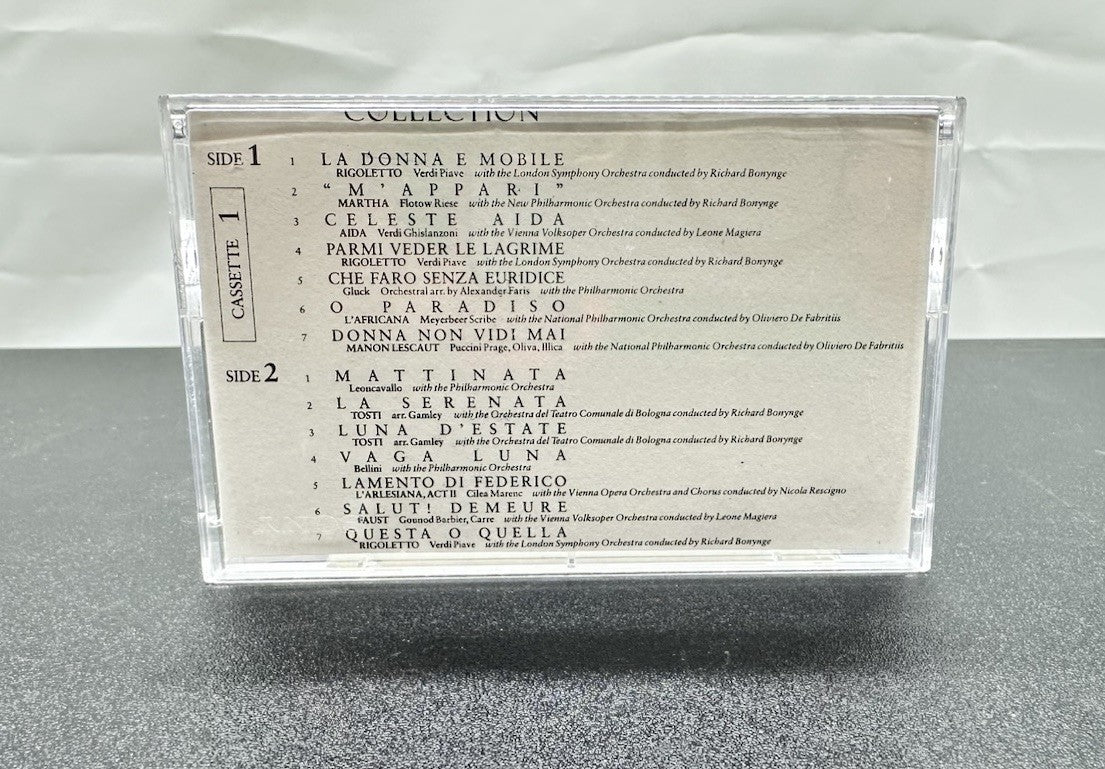 COLLECTION
SIDE 1
CASSETTE 1
1 LA DONNA E MOBILE
RIGOLETTO Verdi Piave with the London Symphony Orchestra conducted by Richard Bonynge
2 "M'APPARI"
MARTHA Flotow Riese with the New Philharmonic Orchestra conducted by Richard Bonynge
3 CELESTE AIDA
AIDA Verdi Ghislanzoni with the Vienna Volksoper Orchestra conducted by Leone Magiera
4 PARMI VEDER LE LAGRIME
RIGOLETTO Verdi Piave with the London Symphony Orchestra conducted by Richard Bonynge
5 CHE FARO SENZA EURIDICE
Gluck Orchestral arr. by Alexander Faris with the Philharmonic Orchestra
6 O PARADISO
L'AFRICANA Meyerbeer Scribe with the National Philharmonic Orchestra conducted by Oliviero De Fabritiis
7 DONNA NON VIDI MAI
MANON LESCAUT Puccini Prage, Oliva, Illica with the National Philharmonic Orchestra conducted by Oliviero De Fabritiis
SIDE 2
1 MATTINATA
Leoncavallo with the Philharmonic Orchestra
2 LA SERENATA
TOSTI arr. Gamley with the Orchestra del Teatro Comunale di Bologna conducted by Richard Bonynge
3 LUNA D'ESTATE
TOSTI arr. Gamley with the Orchestra del Teatro Comunale di Bologna conducted by Richard Bonynge
4 VAGA LUNA
Bellini with the Philharmonic Orchestra
5 LAMENTO DI FEDERICO
L'ARLESIANA, ACT II Cilea Marenc with the Vienna Opera Orchestra and Chorus conducted by Nicola Rescigno
6 SALUT! DEMEURE
FAUST Gounod Barbier, Carre with the Vienna Volksoper Orchestra conducted by Leone Magiera
7 QUESTA O QUELLA
RIGOLETTO Verdi Piave with the London Symphony Orchestra conducted by Richard Bonynge